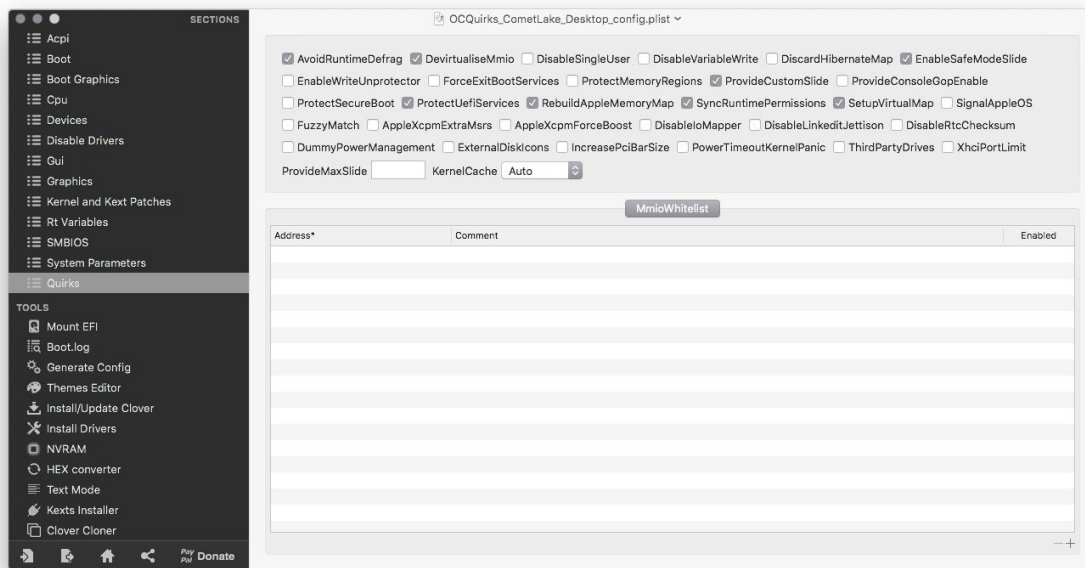 SECTIONS
Acpi
Boot
Boot Graphics
Cpu
Devices
Disable Drivers
Gui
Graphics
Kernel and Kext Patches
Rt Variables
SMBIOS
System Parameters
Quirks
TOOLS
Mount EFI
Boot.log
Generate Config
Themes Editor
Install/Update Clover
Install Drivers
NVRAM
HEX converter
Text Mode
Kexts Installer
Clover Cloner
Pay
Pal Donate
OCQuirks_CometLake_Desktop_config.plist
AvoidRuntimeDefrag DevirtualiseMmio DisableSingleUser DisableVariableWrite DiscardHibernateMap EnableSafeModeSlide
EnableWriteUnprotector ForceExitBootServices ProtectMemoryRegions ProvideCustomSlide ProvideConsoleGopEnable
ProtectSecureBoot ProtectUefiServices RebuildAppleMemoryMap SyncRuntimePermissions SetupVirtualMap SignalAppleOS
FuzzyMatch AppleXcpmExtraMsrs AppleXcpmForceBoost DisableIoMapper DisableLinkeditJettison DisableRtcChecksum
DummyPowerManagement ExternalDiskIcons IncreasePciBarSize PowerTimeoutKernelPanic ThirdPartyDrives XhciPortLimit
ProvideMaxSlide KernelCache Auto
MmioWhitelist
Address* Comment Enabled